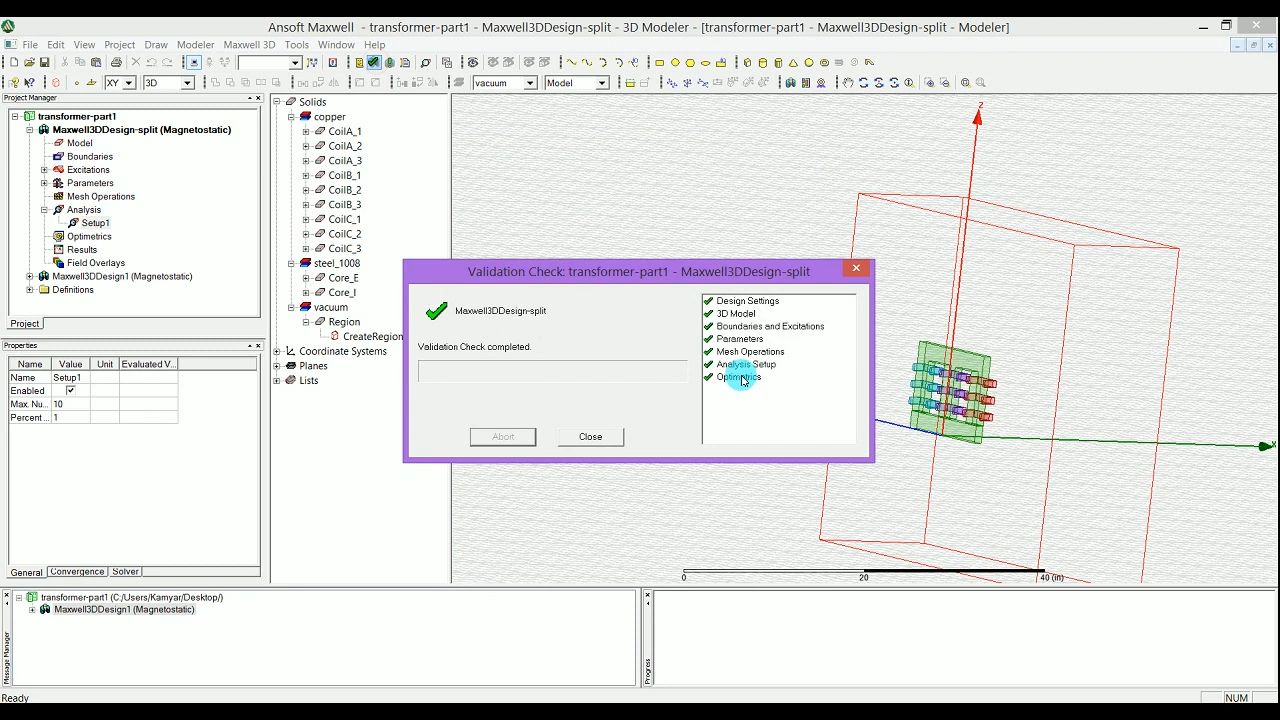 Ansoft Maxwell - transformer-part1 - Maxwell3DDesign-split - 3D Modeler - [transformer-part1 - Maxwell3DDesign-split - Modeler]
File Edit View Project Draw Modeler Maxwell 3D Tools Window Help
XY 3D vacuum Model
Project Manager
transformer-part1
Maxwell3DDesign-split (Magnetostatic)
Model
Boundaries
Excitations
Parameters
Mesh Operations
Analysis
Setup1
Optimetrics
Results
Field Overlays
Maxwell3DDesign1 (Magnetostatic)
Definitions
Project
Properties
Name Value Unit Evaluated V...
Name Setup1
Enabled
Max. Nu... 10
Percent... 1
General Convergence Solver
Solids
copper
CoilA_1
CoilA_2
CoilA_3
CoilB_1
CoilB_2
CoilB_3
CoilC_1
CoilC_2
CoilC_3
steel_1008
Core_E
Core_I
vacuum
Region
CreateRegion
Coordinate Systems
Planes
Lists
Validation Check: transformer-part1 - Maxwell3DDesign-split
Maxwell3DDesign-split
Validation Check completed.
Abort Close
Design Settings
3D Model
Boundaries and Excitations
Parameters
Mesh Operations
Analysis Setup
Optimetrics
Z
0 20 40 (in)
transformer-part1 (C:/Users/Kamyar/Desktop/)
Maxwell3DDesign1 (Magnetostatic)
Message Manager
Progress
Ready
NUM